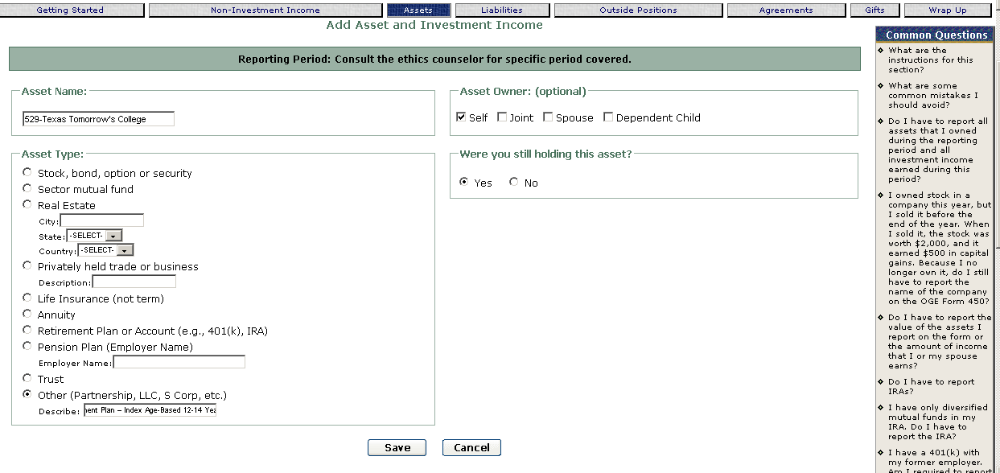 Getting Started Non-Investment Income Assets Liabilities Outside Positions Agreements Gifts Wrap Up
Add Asset and Investment Income
Reporting Period: Consult the ethics counselor for specific period covered.
Asset Name:
529-Texas Tomorrow's College
Asset Owner: (optional)
Self Joint Spouse Dependent Child
Asset Type:
Stock, bond, option or security
Sector mutual fund
Real Estate
City:
State: -SELECT-
Country: -SELECT-
Privately held trade or business
Description:
Life Insurance (not term)
Annuity
Retirement Plan or Account (e.g., 401(k), IRA)
Pension Plan (Employer Name)
Employer Name:
Trust
Other (Partnership, LLC, S Corp, etc.)
Describe: Plan – Index Age-Based 12-14
Were you still holding this asset?
Yes No
Save Cancel
Common Questions
What are the
instructions for this
section?
What are some
common mistakes I
should avoid?
Do I have to report all
assets that I owned
during the reporting
period and all
investment income
earned during this
period?
I owned stock in a
company this year, but
I sold it before the
end of the year. When
I sold it, the stock was
worth $2,000, and it
earned $500 in capital
gains. Because I no
longer own it, do I still
have to report the
name of the company
on the OGE Form 450?
Do I have to report the
value of the assets I
report on the form or
the amount of income
that I or my spouse
earns?
Do I have to report
IRAs?
I have only diversified
mutual funds in my
IRA. Do I have to
report the IRA?
I have a 401(k) with
my former employer.
Am I required to report